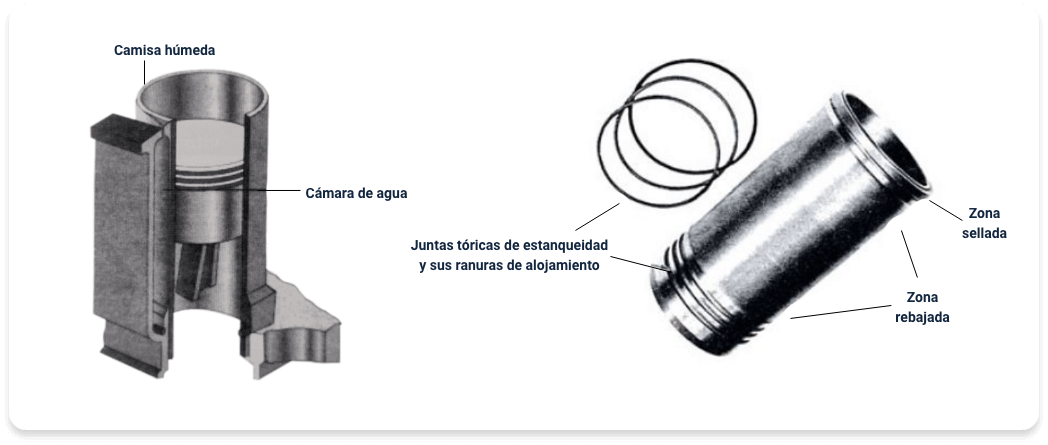 Camisa húmeda
Cámara de agua
Juntas tóricas de estanqueidad
y sus ranuras de alojamiento
Zona
sellada
Zona
rebajada